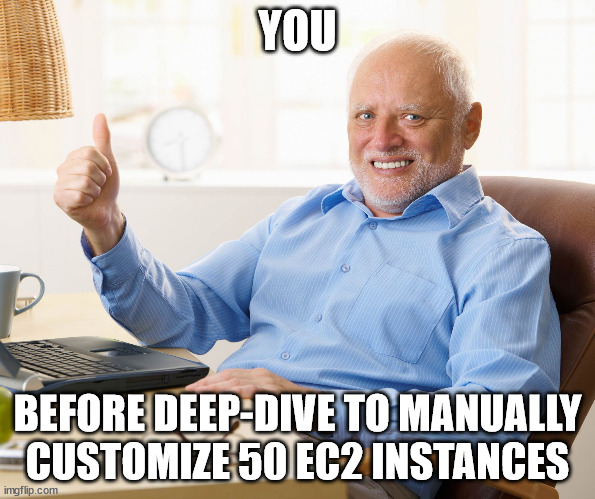 YOU
BEFORE DEEP-DIVE TO MANUALLY
CUSTOMIZE 50 EC2 INSTANCES
imgflip.com